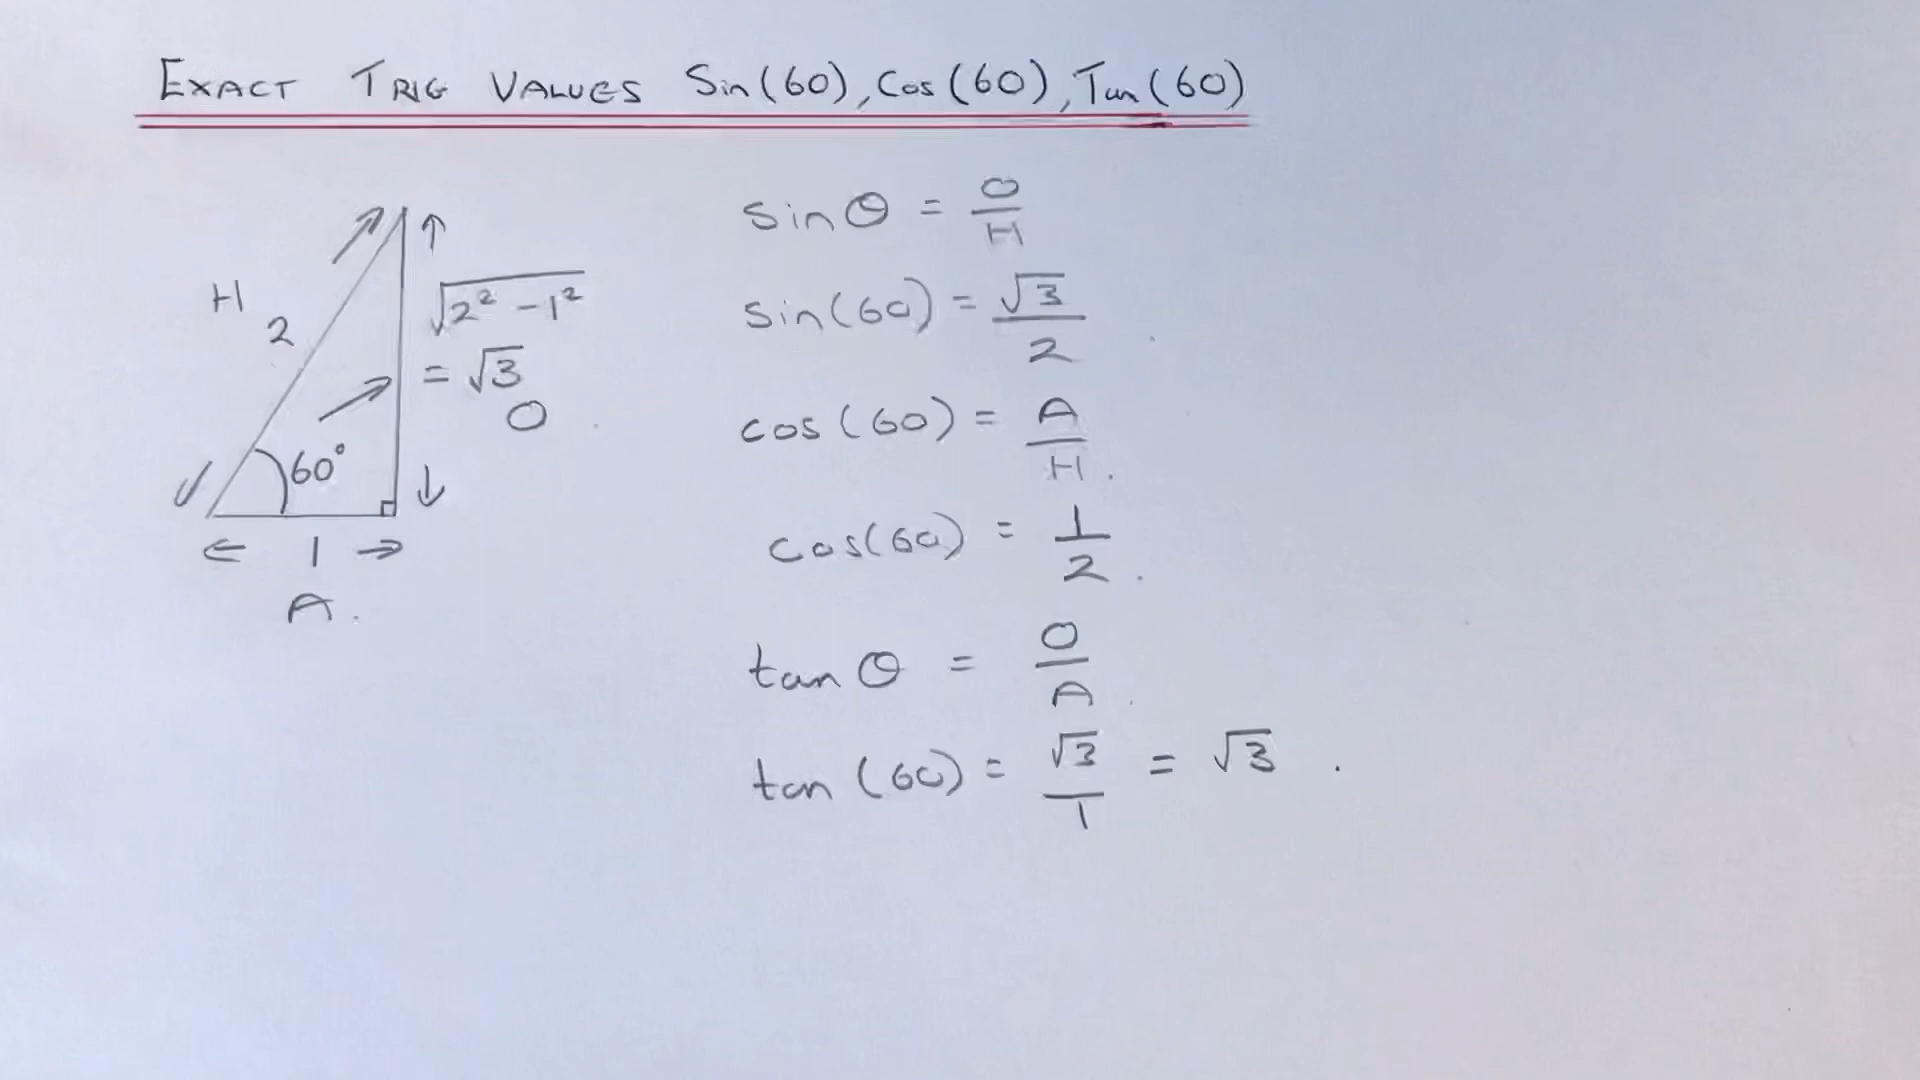 EXACT TRIG VALUES Sin(60), Cos(60), Tan(60)
H
2
√(2² - 1²)
= √3
O
60°
1
A.
sin θ = O/H
sin(60) = √3/2
cos(60) = A/H.
cos(60) = 1/2.
tan θ = O/A
tan(60) = √3/1 = √3.